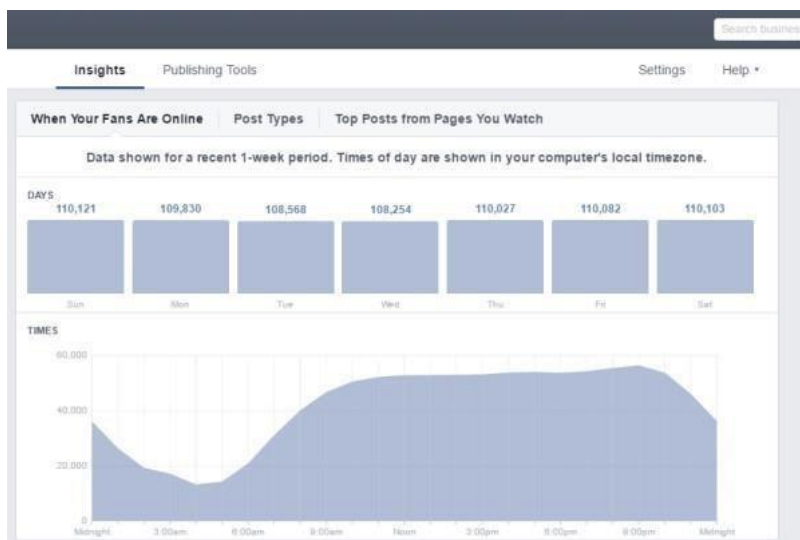 Search business
Insights Publishing Tools Settings Help
When Your Fans Are Online Post Types Top Posts from Pages You Watch
Data shown for a recent 1-week period. Times of day are shown in your computer's local timezone.
DAYS
110,121 109,830 108,568 108,254 110,027 110,082 110,103
Sun Mon Tue Wed Thu Fri Sat
TIMES
60,000
40,000
20,000
0
Midnight 3:00am 6:00am 9:00am Noon 3:00pm 6:00pm 9:00pm Midnight